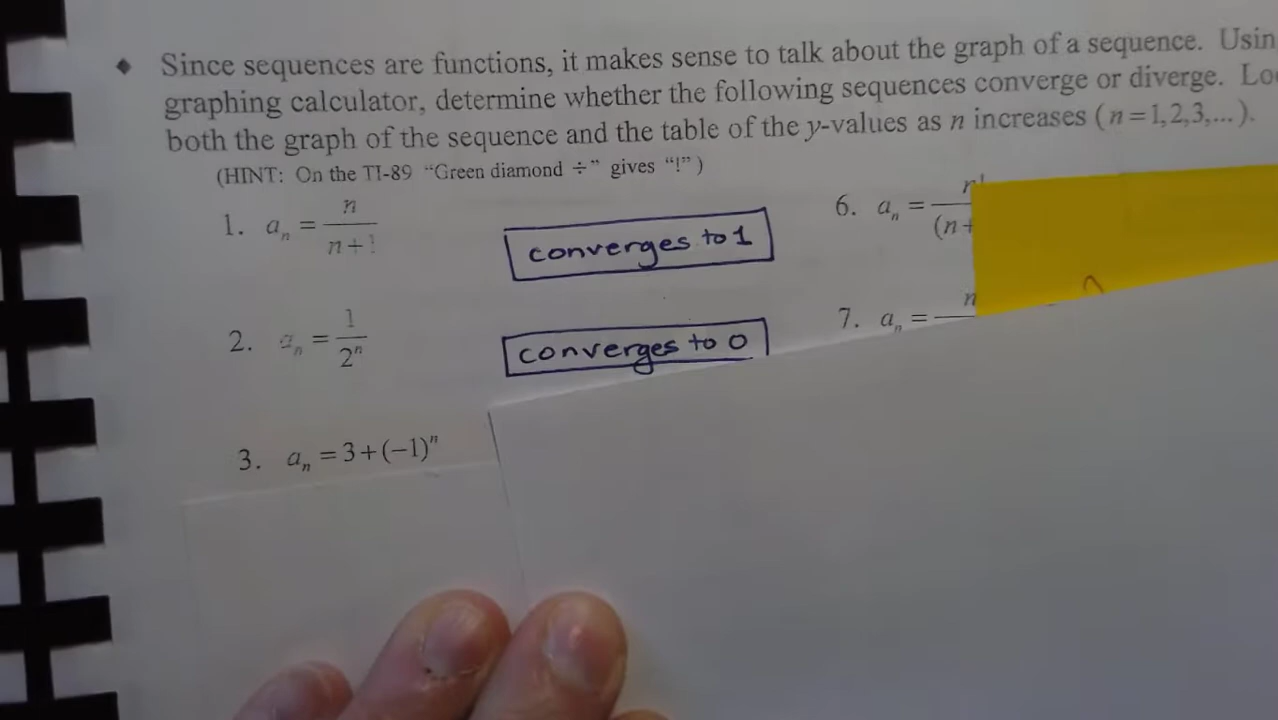 ◆ Since sequences are functions, it makes sense to talk about the graph of a sequence. Usin
graphing calculator, determine whether the following sequences converge or diverge. Lo
both the graph of the sequence and the table of the y-values as n increases (n=1,2,3,...).
(HINT: On the TI-89 "Green diamond ÷" gives "!")
1. aₙ = n/(n+1)
converges to 1
2. aₙ = 1/2ⁿ
converges to 0
3. aₙ = 3+(−1)ⁿ
6. aₙ = n!/(n+
7. aₙ = n